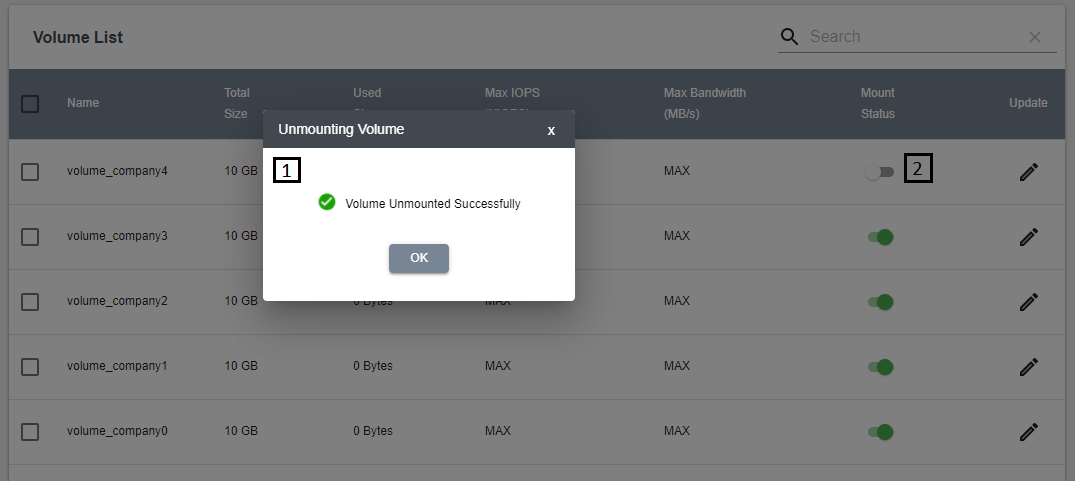 Volume List
Search
Name
Total
Size
Used
Max IOPS
Max Bandwidth
(MB/s)
Mount
Status
Update
Unmounting Volume
x
1
Volume Unmounted Successfully
OK
volume_company4
10 GB
MAX
2
volume_company3
10 GB
MAX
volume_company2
10 GB
0 Bytes
MAX
MAX
volume_company1
10 GB
0 Bytes
MAX
MAX
volume_company0
10 GB
0 Bytes
MAX
MAX